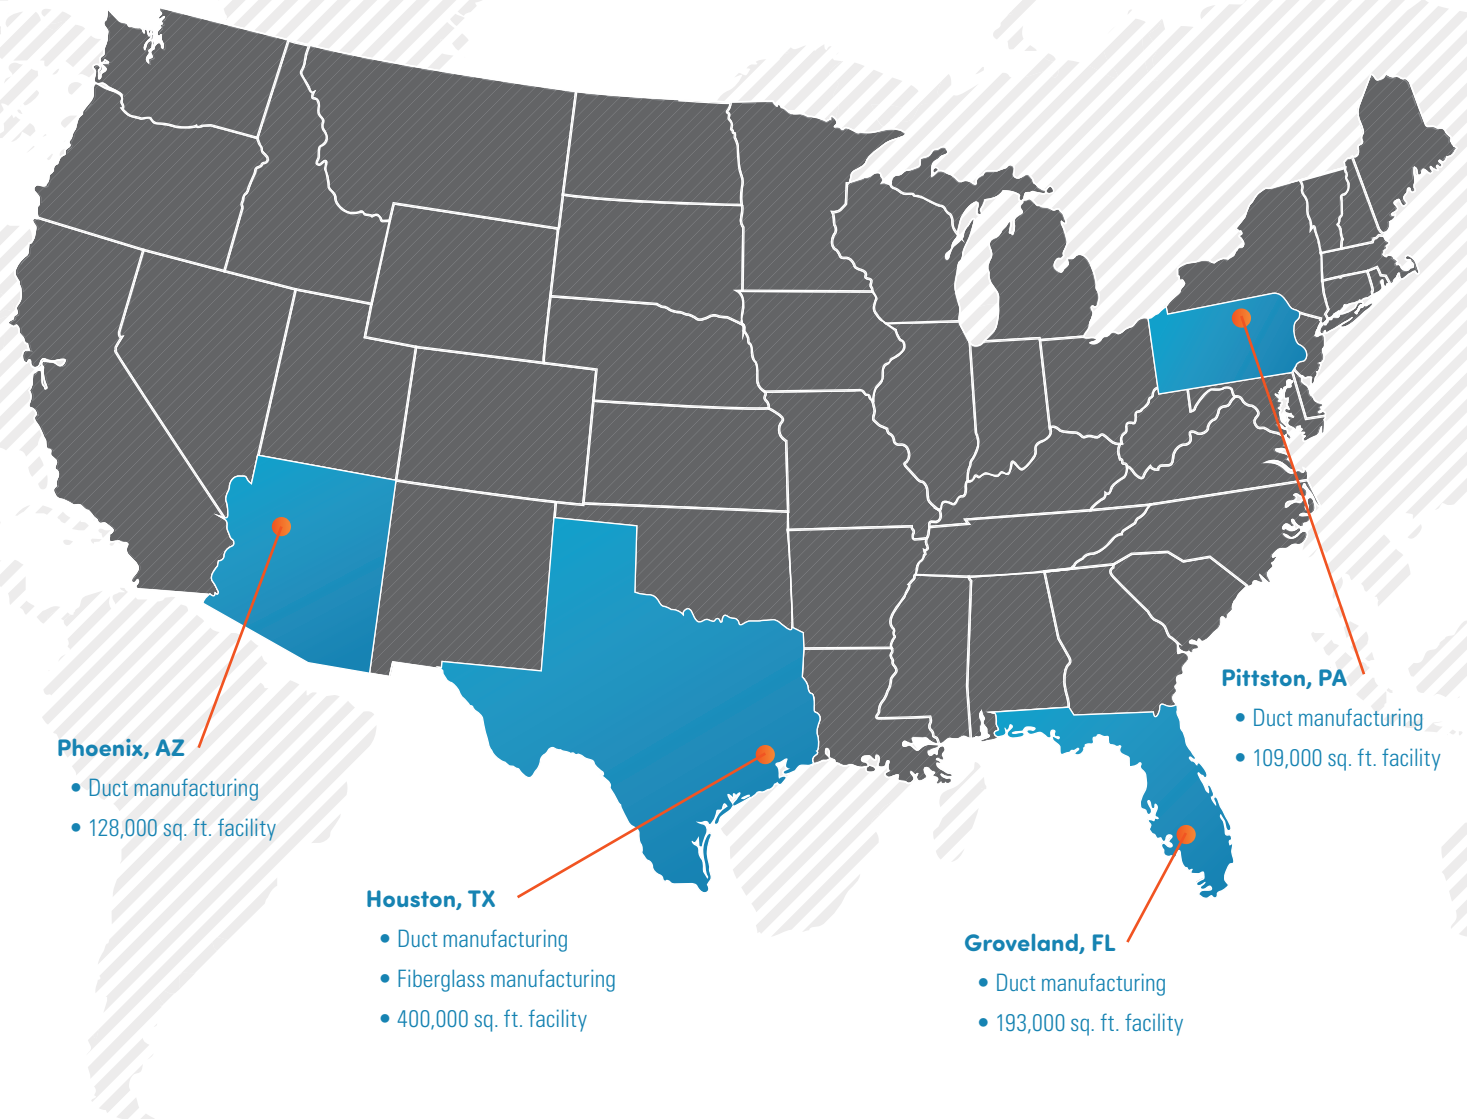 Pittston, PA
• Duct manufacturing
• 109,000 sq. ft. facility
Phoenix, AZ
• Duct manufacturing
• 128,000 sq. ft. facility
Houston, TX
• Duct manufacturing
• Fiberglass manufacturing
• 400,000 sq. ft. facility
Groveland, FL
• Duct manufacturing
• 193,000 sq. ft. facility